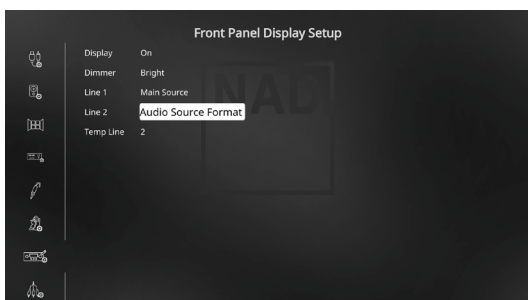 Front Panel Display Setup
Display On
Dimmer Bright
Line 1 Main Source
Line 2 Audio Source Format
Temp Line 2
NAD